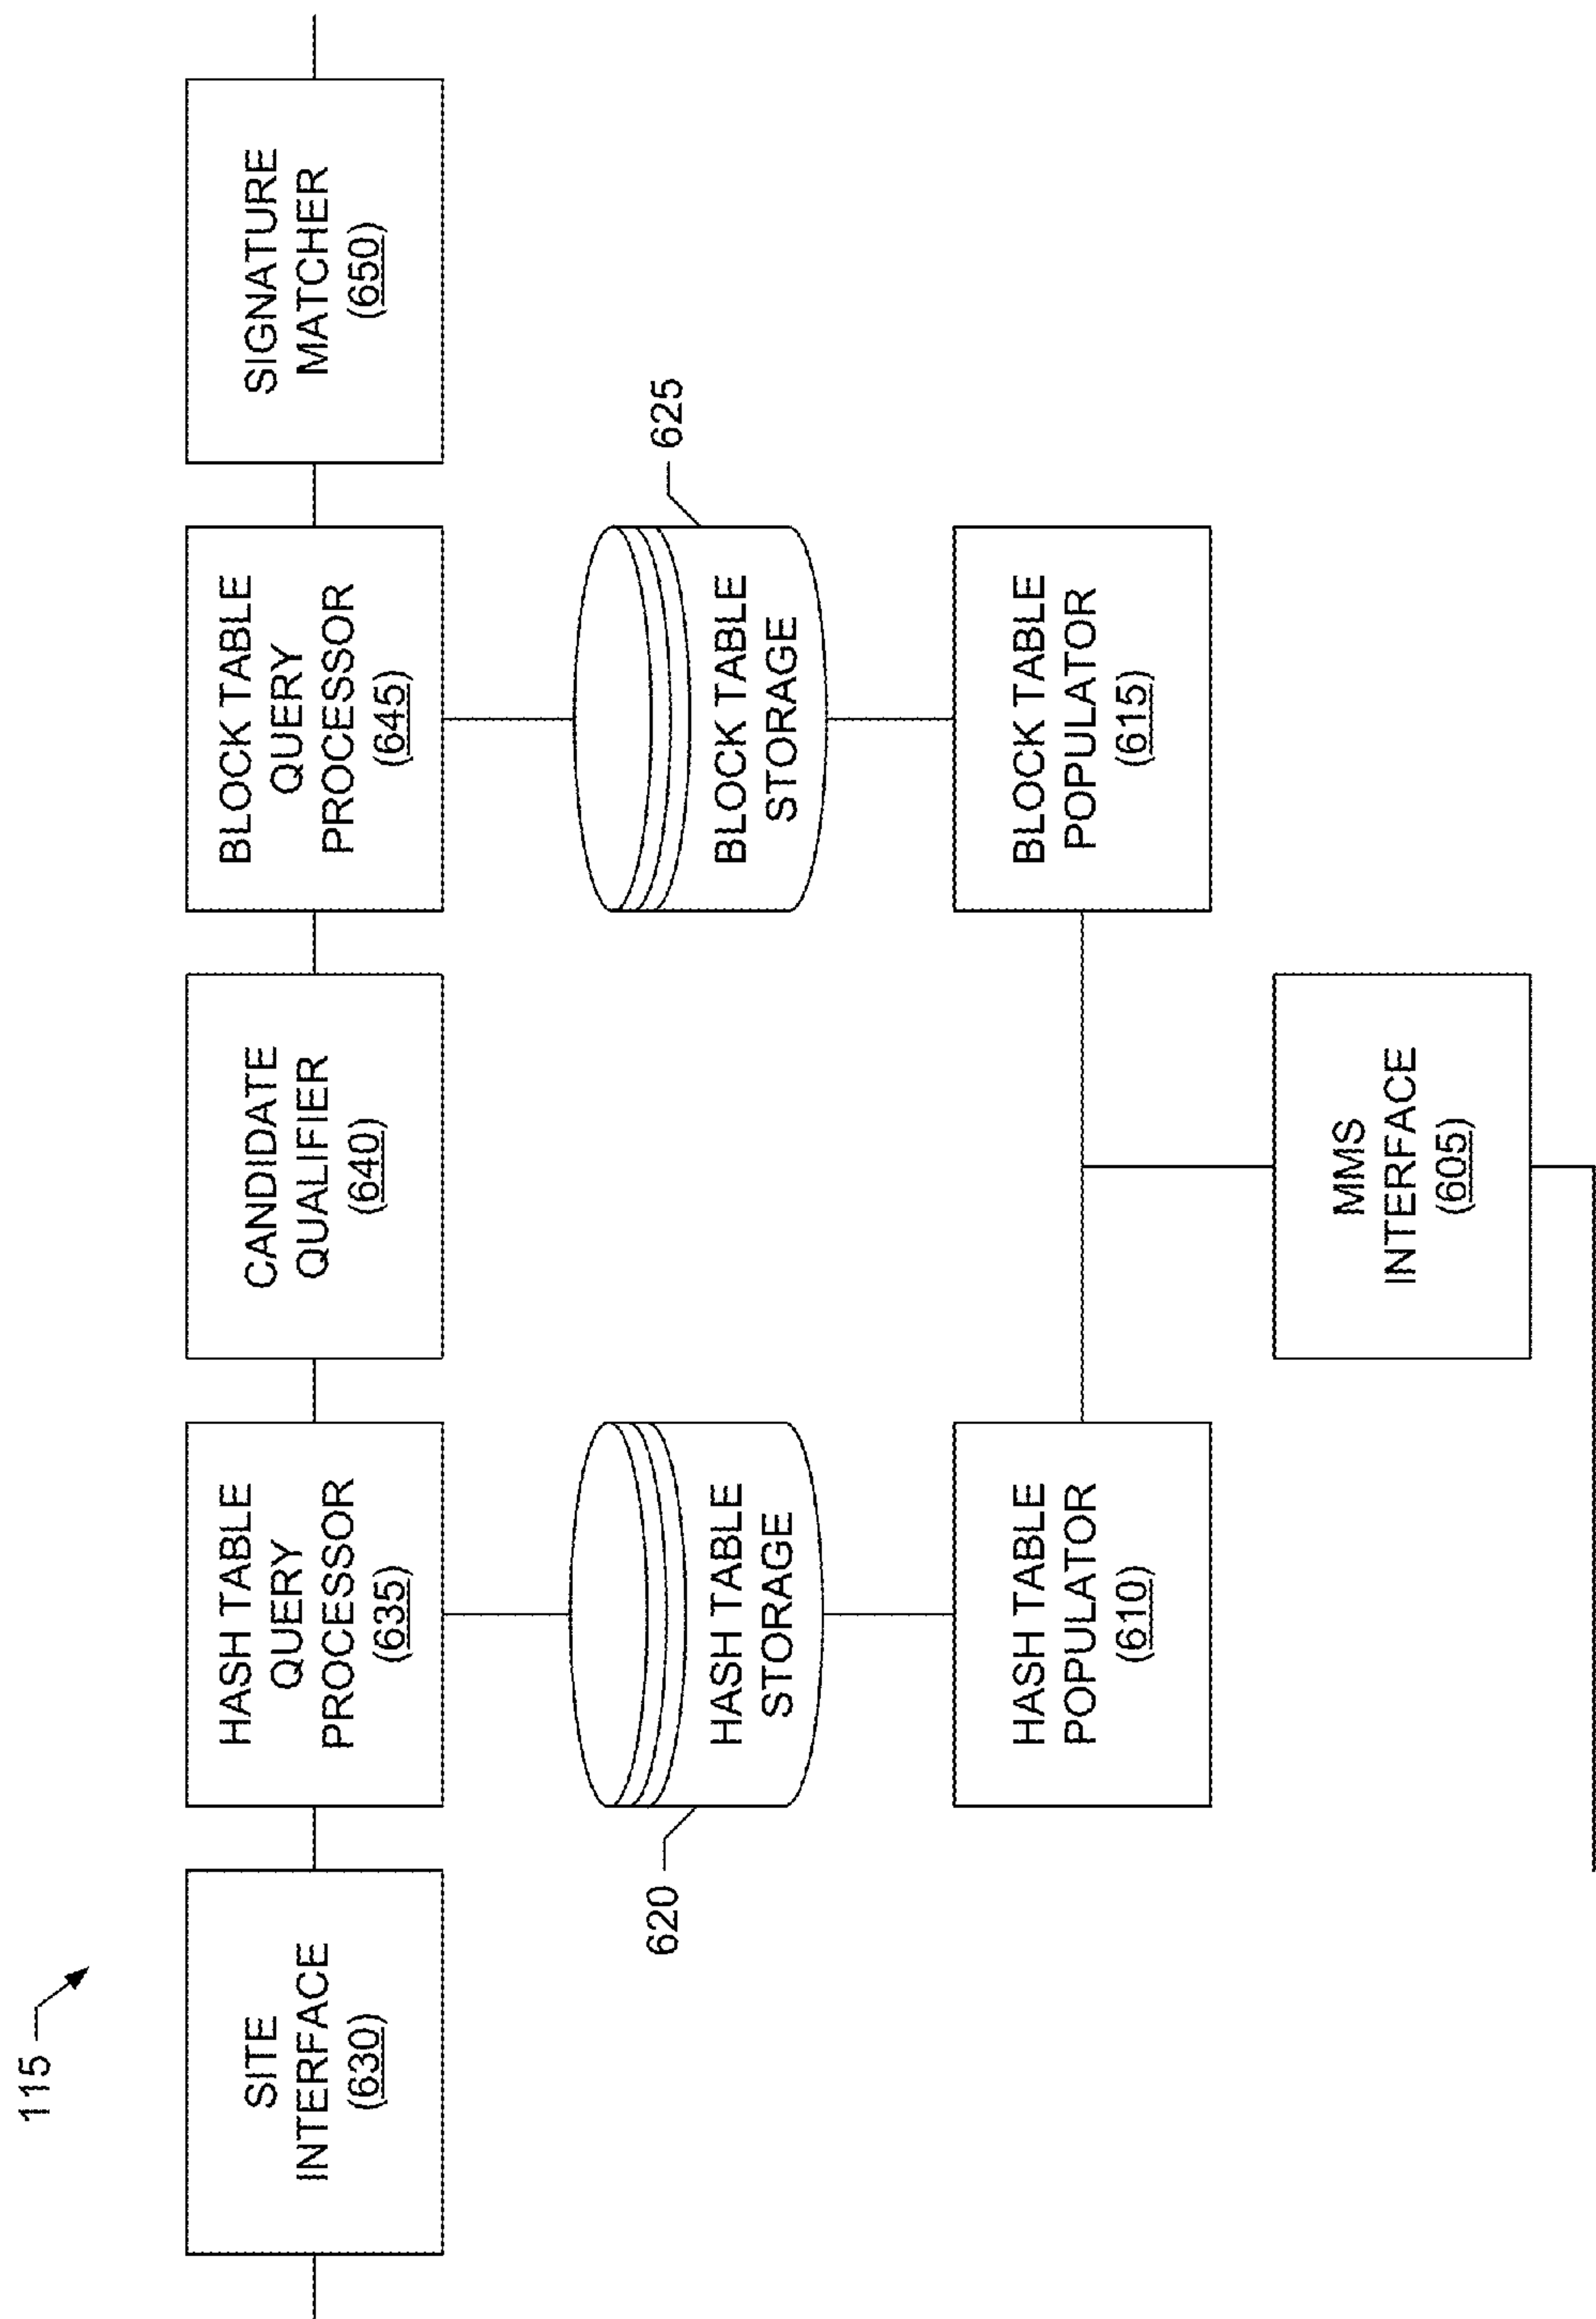 115
SITE
INTERFACE
(630)
HASH TABLE
QUERY
PROCESSOR
(635)
CANDIDATE
QUALIFIER
(640)
BLOCK TABLE
QUERY
PROCESSOR
(645)
SIGNATURE
MATCHER
(650)
620
HASH TABLE
STORAGE
BLOCK TABLE
STORAGE
625
HASH TABLE
POPULATOR
(610)
BLOCK TABLE
POPULATOR
(615)
MMS
INTERFACE
(605)